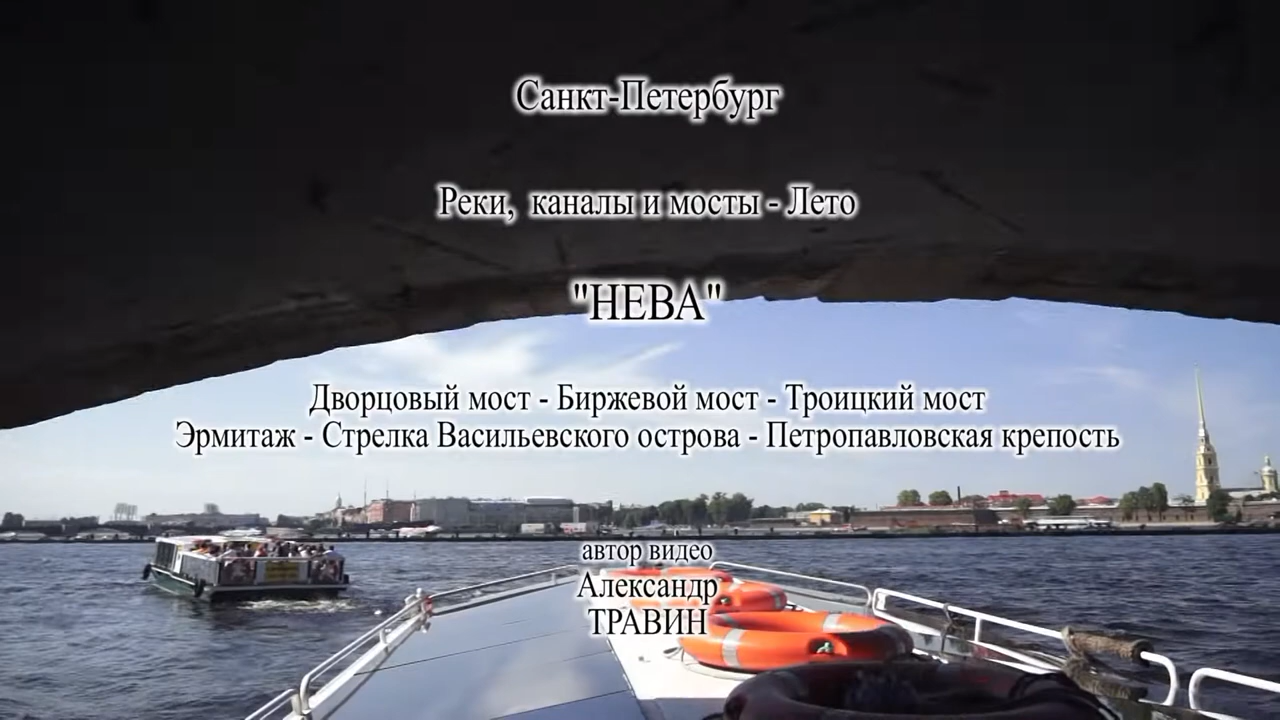 Санкт-Петербург
Реки, каналы и мосты - Лето
"НЕВА"
Дворцовый мост - Биржевой мост - Троицкий мост
Эрмитаж - Стрелка Васильевского острова - Петропавловская крепость
автор видео
Александр
ТРАВИН